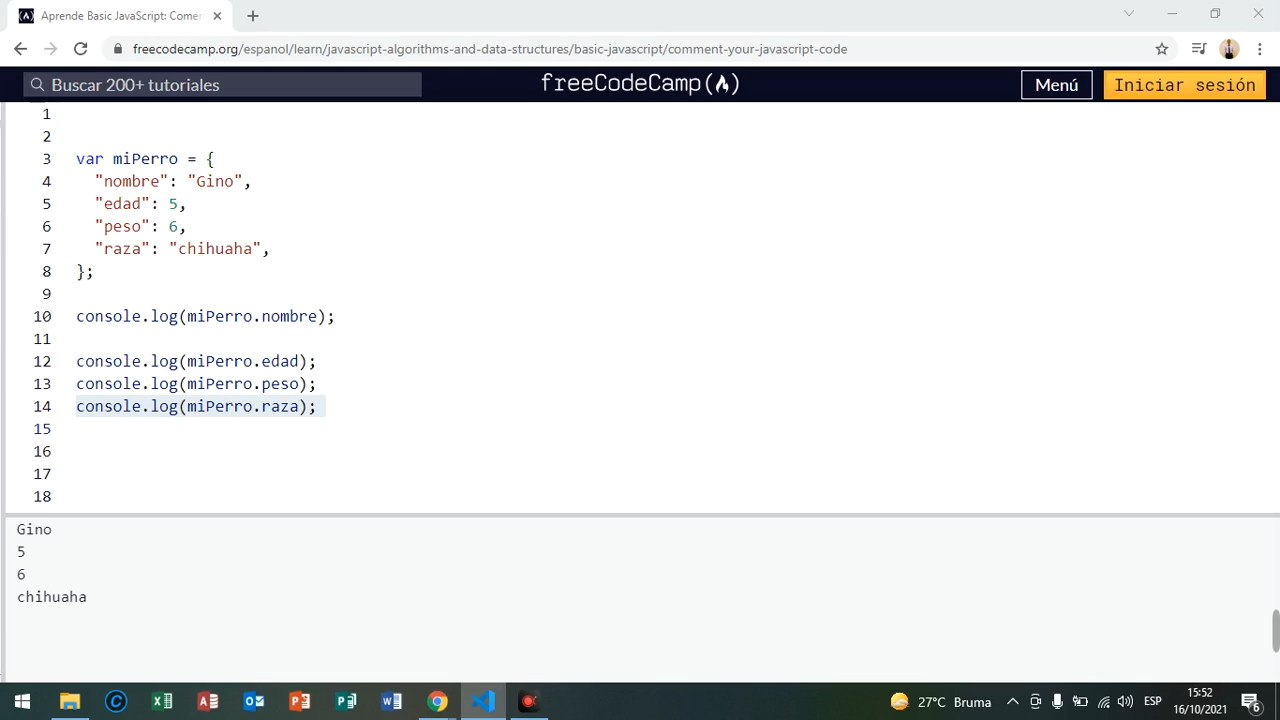 Aprende Basic JavaScript: Comen
freecodecamp.org/espanol/learn/javascript-algorithms-and-data-structures/basic-javascript/comment-your-javascript-code
Buscar 200+ tutoriales
freeCodeCamp
Menú
Iniciar sesión
1
2
3 var miPerro = {
4 "nombre": "Gino",
5 "edad": 5,
6 "peso": 6,
7 "raza": "chihuaha",
8 };
9
10 console.log(miPerro.nombre);
11
12 console.log(miPerro.edad);
13 console.log(miPerro.peso);
14 console.log(miPerro.raza);
15
16
17
18
Gino
5
6
chihuaha
27°C Bruma
ESP
15:52
16/10/2021
6